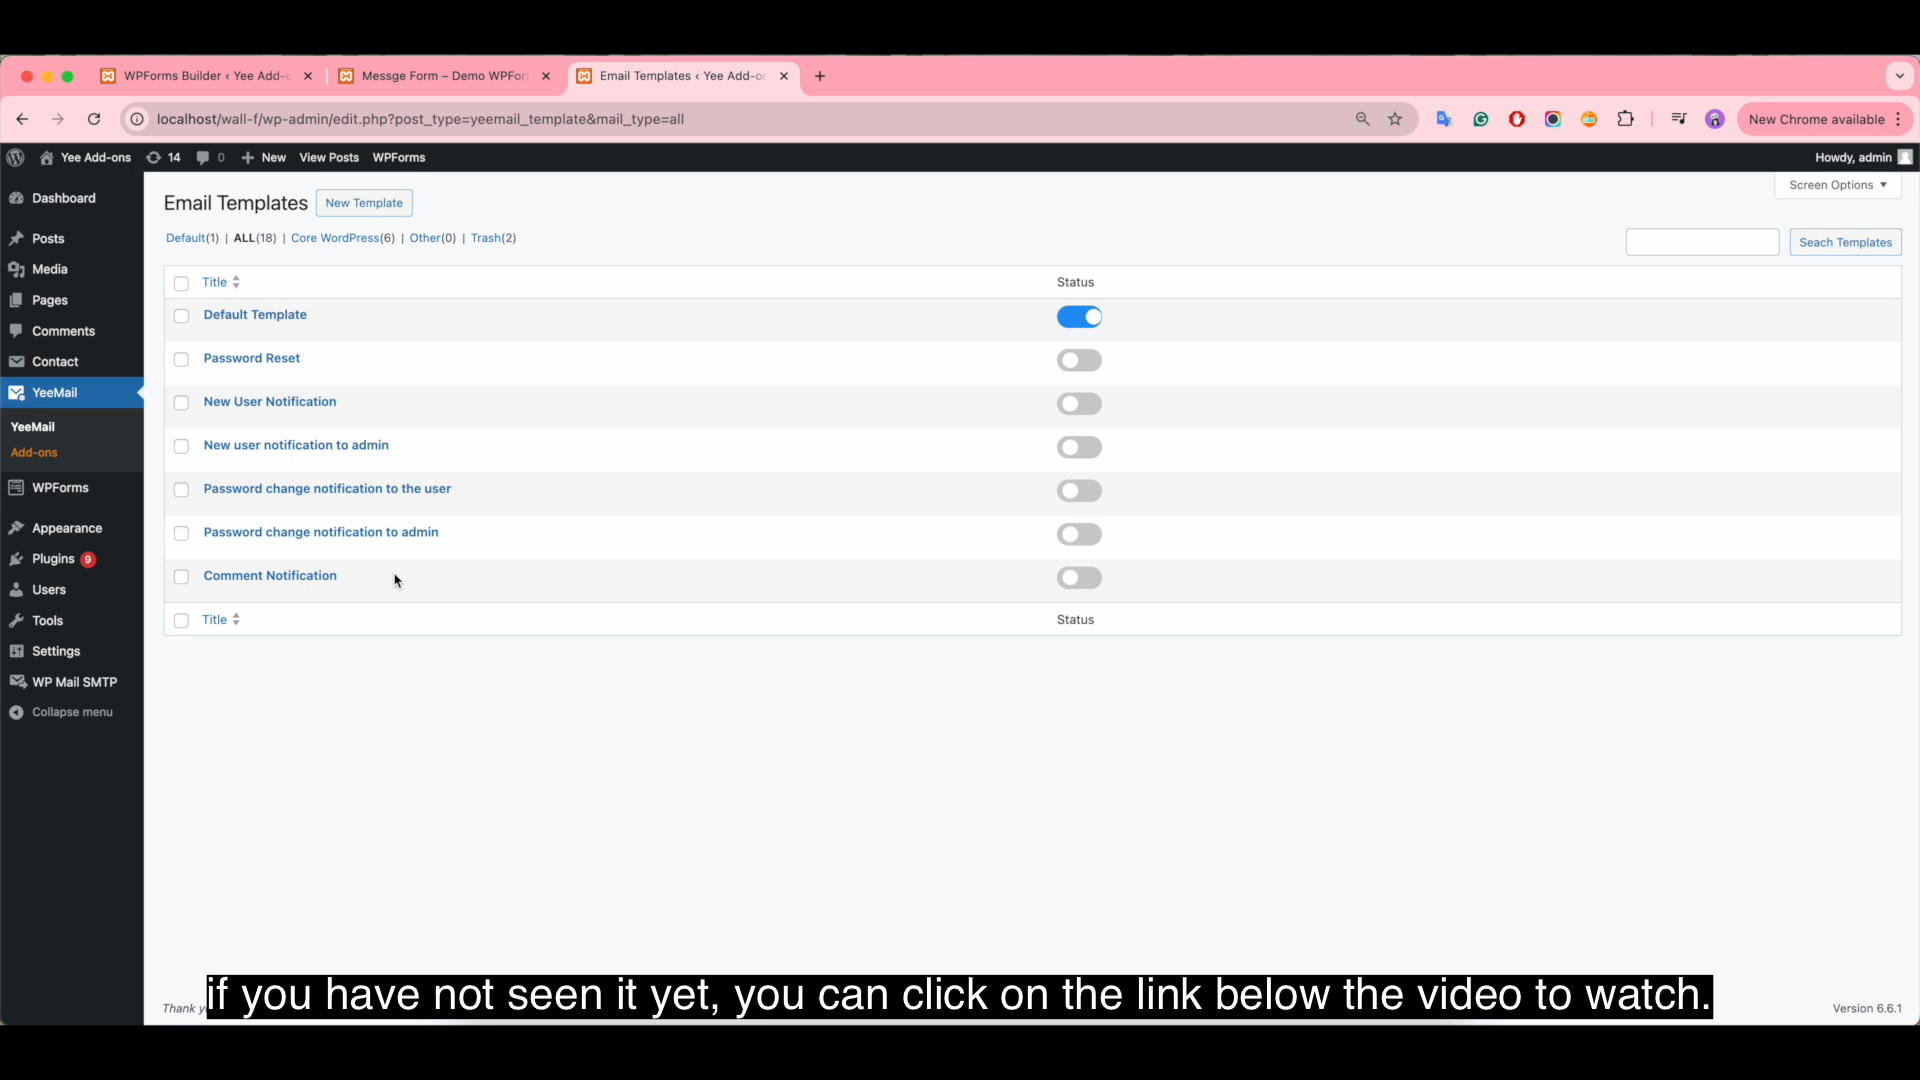 WPForms Builder ‹ Yee Add-
Messge Form – Demo WPFor
Email Templates ‹ Yee Add-o
localhost/wall-f/wp-admin/edit.php?post_type=yeemail_template&mail_type=all
New Chrome available
Yee Add-ons 14 0 New View Posts WPForms
Howdy, admin
Dashboard
Posts
Media
Pages
Comments
Contact
YeeMail
YeeMail
Add-ons
WPForms
Appearance
Plugins 9
Users
Tools
Settings
WP Mail SMTP
Collapse menu
Screen Options
Email Templates New Template
Default(1) | ALL(18) | Core WordPress(6) | Other(0) | Trash(2)
Seach Templates
Title Status
Default Template
Password Reset
New User Notification
New user notification to admin
Password change notification to the user
Password change notification to admin
Comment Notification
Title Status
Thank y
if you have not seen it yet, you can click on the link below the video to watch.
Version 6.6.1